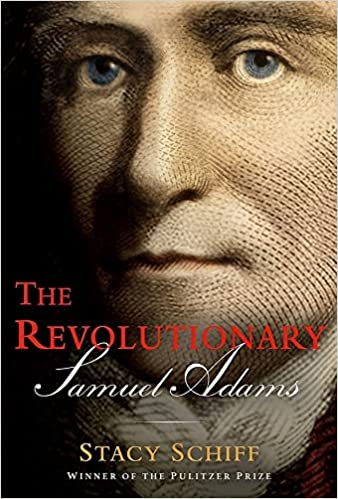 THE
REVOLUTIONARY
Samuel Adams
STACY SCHIFF
WINNER OF THE PULITZER PRIZE